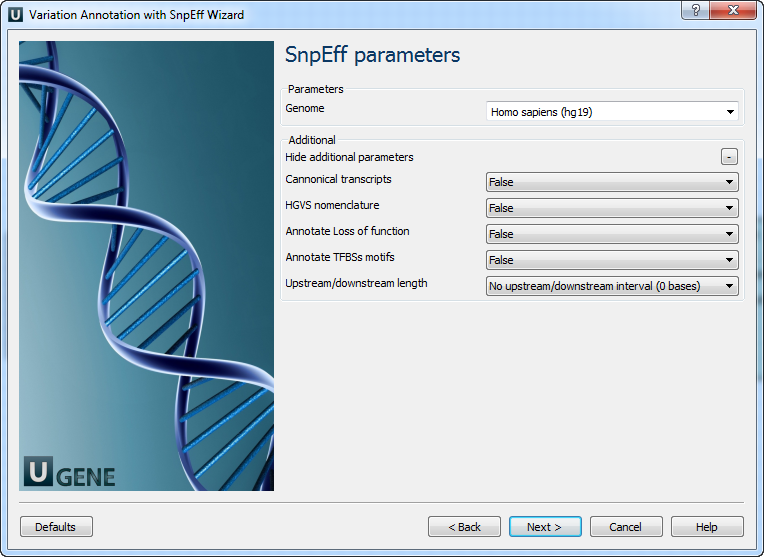 U Variation Annotation with SnpEff Wizard
SnpEff parameters
Parameters
Genome Homo sapiens (hg19)
Additional
Hide additional parameters -
Cannonical transcripts False
HGVS nomenclature False
Annotate Loss of function False
Annotate TFBSs motifs False
Upstream/downstream length No upstream/downstream interval (0 bases)
U GENE
Defaults < Back Next > Cancel Help